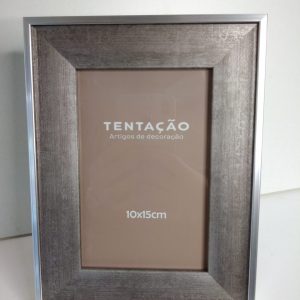 TENTAÇÃO
Artigos de decoração
10x15cm